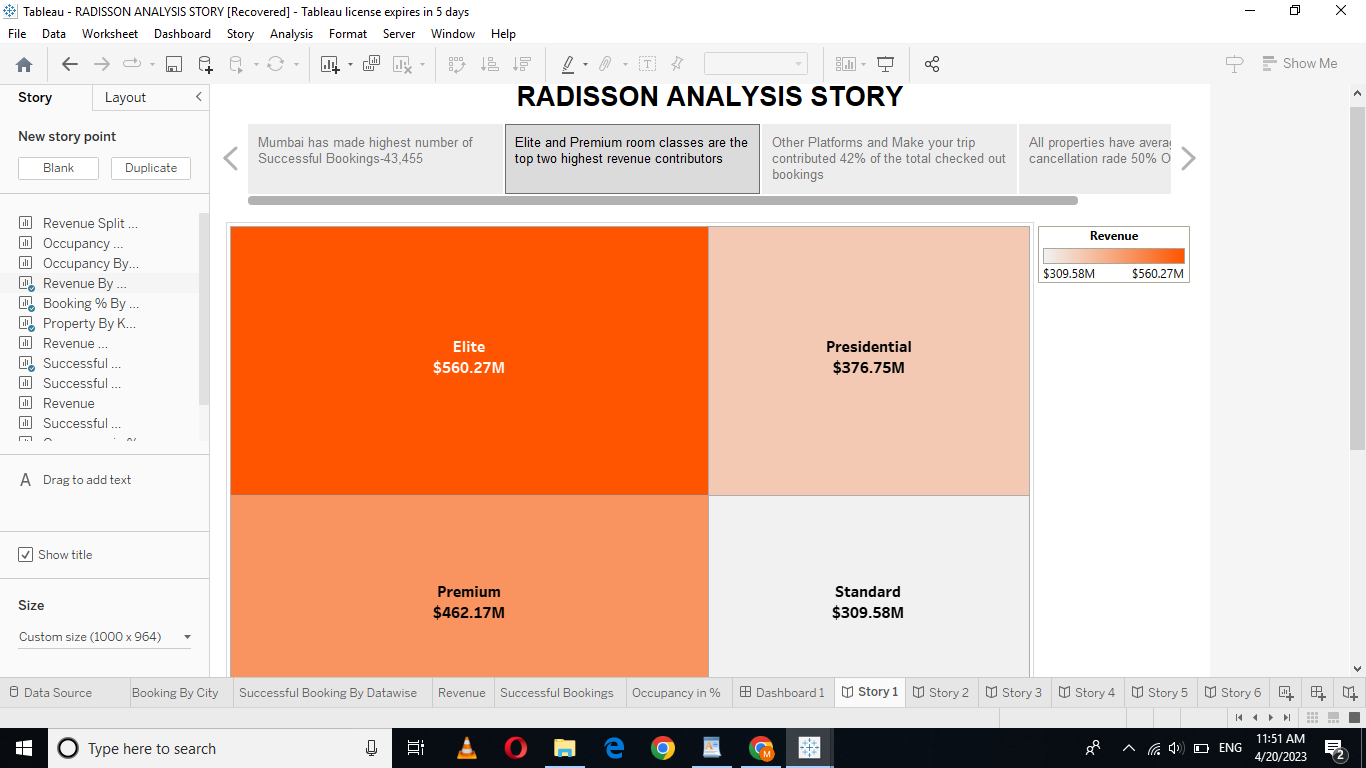 Tableau - RADISSON ANALYSIS STORY [Recovered] - Tableau license expires in 5 days
File Data Worksheet Dashboard Story Analysis Format Server Window Help
Show Me
Story Layout
New story point
Blank Duplicate
Revenue Split ...
Occupancy ...
Occupancy By...
Revenue By ...
Booking % By ...
Property By K...
Revenue ...
Successful ...
Successful ...
Revenue
Successful ...
A Drag to add text
Show title
Size
Custom size (1000 x 964)
RADISSON ANALYSIS STORY
Mumbai has made highest number of
Successful Bookings-43,455
Elite and Premium room classes are the
top two highest revenue contributors
Other Platforms and Make your trip
contributed 42% of the total checked out
bookings
All properties have averag
cancellation rade 50% O
Elite
$560.27M
Presidential
$376.75M
Premium
$462.17M
Standard
$309.58M
Revenue
$309.58M $560.27M
Data Source Booking By City Successful Booking By Datawise Revenue Successful Bookings Occupancy in % Dashboard 1 Story 1 Story 2 Story 3 Story 4 Story 5 Story 6
Type here to search
ENG
11:51 AM
4/20/2023
2